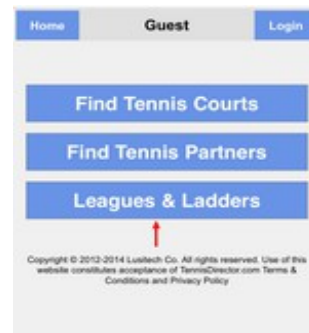 Home
Guest
Login
Find Tennis Courts
Find Tennis Partners
Leagues & Ladders
Copyright © 2012-2014 Lusitech Co. All rights reserved. Use of this
website constitutes acceptance of TennisDirector.com Terms &
Conditions and Privacy Policy